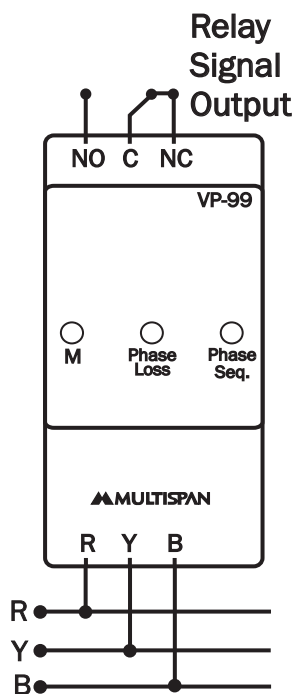 Relay
Signal
Output
NO C NC
VP-99
M
Phase
Loss
Phase
Seq.
MULTISPAN
R Y B
R
Y
B